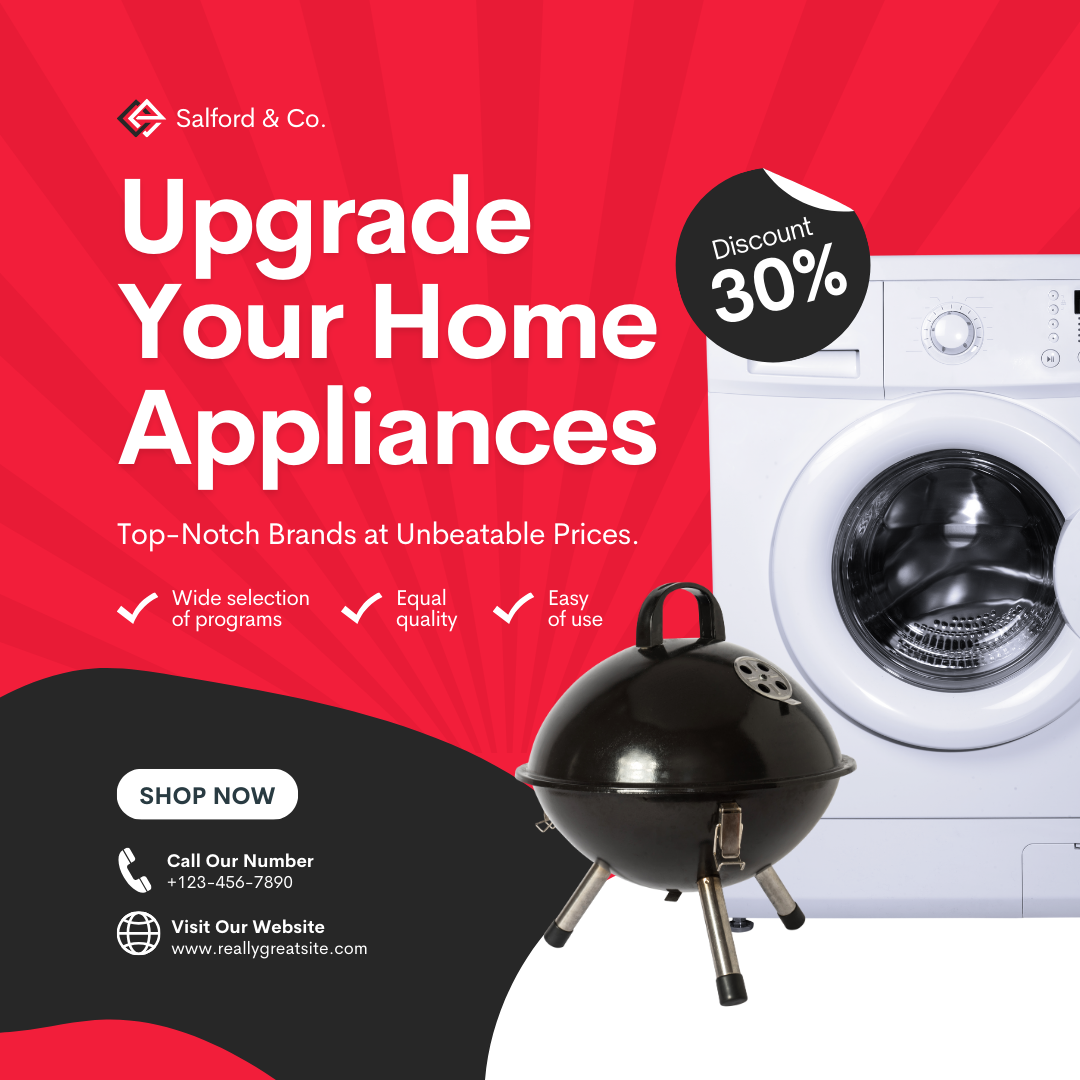 Salford & Co.
Upgrade
Your Home
Appliances
Discount
30%
Top-Notch Brands at Unbeatable Prices.
Wide selection
of programs
Equal
quality
Easy
of use
SHOP NOW
Call Our Number
+123-456-7890
Visit Our Website
www.reallygreatsite.com